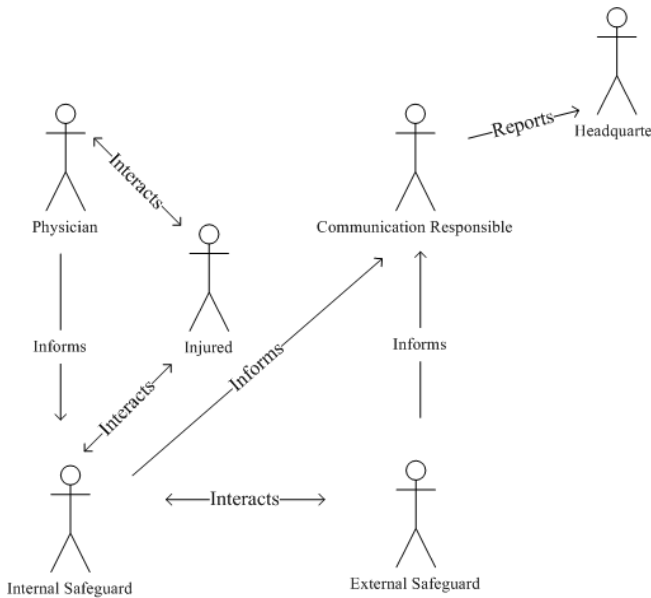 Reports
Headquarte
Interacts
Physician
Communication Responsible
Informs
Injured
Informs
Informs
Interacts
Interacts
Internal Safeguard
External Safeguard